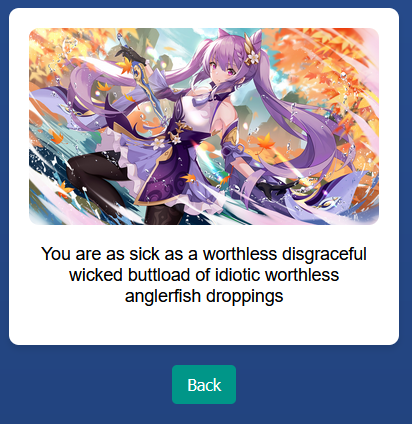 You are as sick as a worthless disgraceful
wicked buttload of idiotic worthless
anglerfish droppings
Back